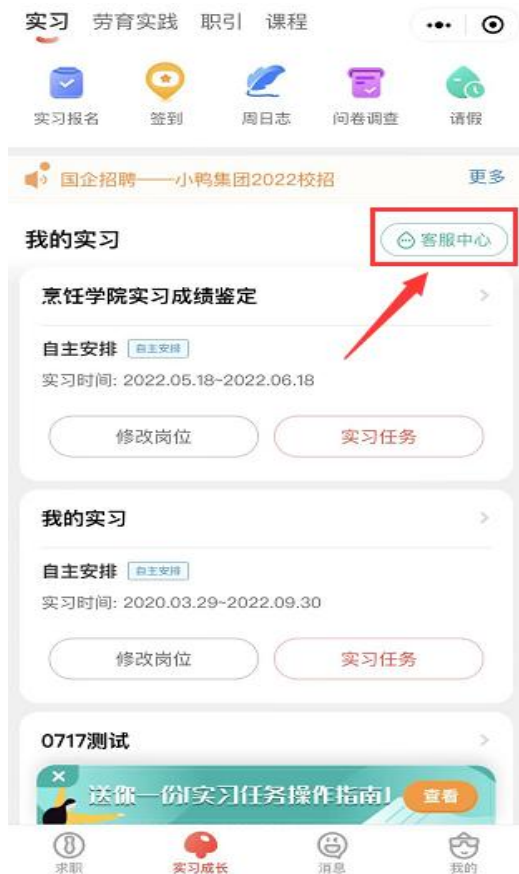 实习 劳育实践 职引 课程
实习报名 签到 周日志 问卷调查 请假
国企招聘——小鸭集团2022校招 更多
我的实习 客服中心
烹饪学院实习成绩鉴定
自主安排 自主安排
实习时间: 2022.05.18~2022.06.18
修改岗位 实习任务
我的实习
自主安排 自主安排
实习时间: 2020.03.29~2022.09.30
修改岗位 实习任务
0717测试
送你一份「实习任务操作指南」 查看
求职 实习成长 消息 我的